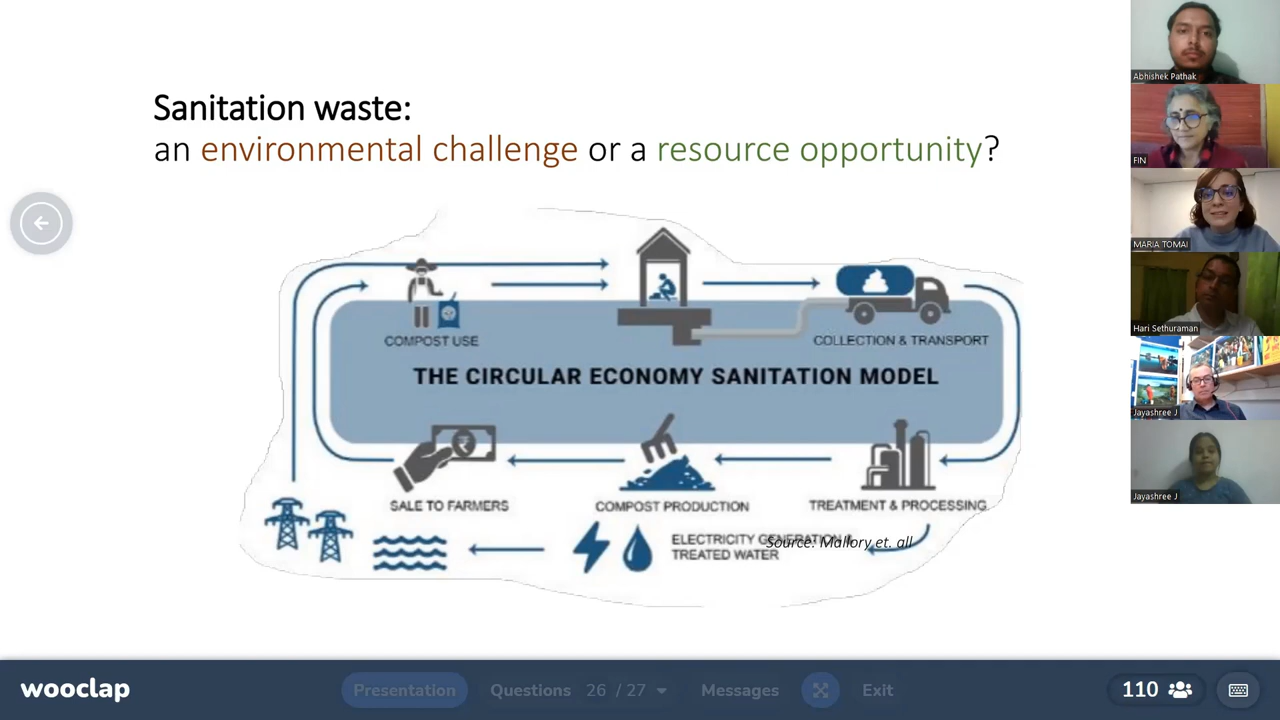 Sanitation waste:
an environmental challenge or a resource opportunity?
COMPOST USE
COLLECTION & TRANSPORT
THE CIRCULAR ECONOMY SANITATION MODEL
SALE TO FARMERS
COMPOST PRODUCTION
TREATMENT & PROCESSING
ELECTRICITY GENERATION
TREATED WATER
Source: Mallory et. all
Abhishek Pathak
FIN
MARIA TOMAI
Hari Sethuraman
Jayashree J
Jayashree J
wooclap
Presentation
Questions 26 / 27
Messages
Exit
110